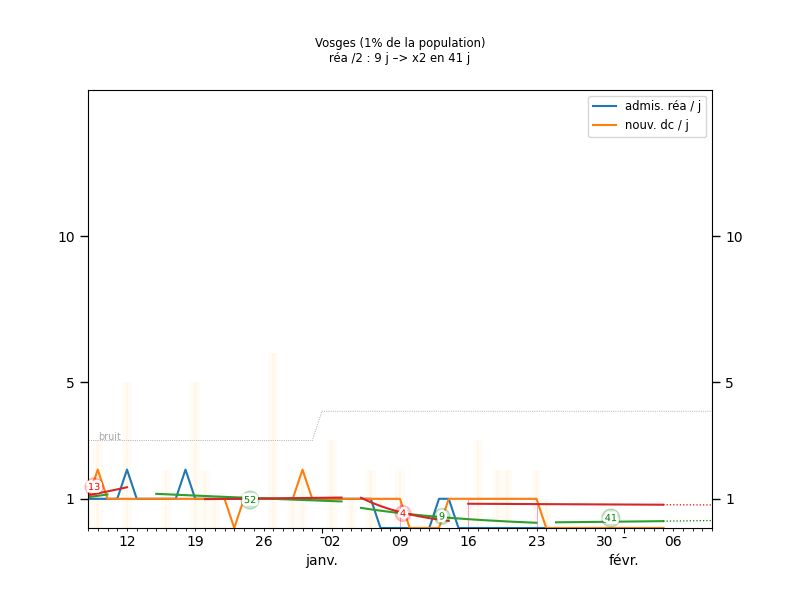 Vosges (1% de la population)
réa /2 : 9 j –> x2 en 41 j
admis. réa / j
nouv. dc / j
10
10
5
5
bruit
13
52
4
9
41
1
1
12
19
26
02
09
16
23
30
06
janv.
févr.